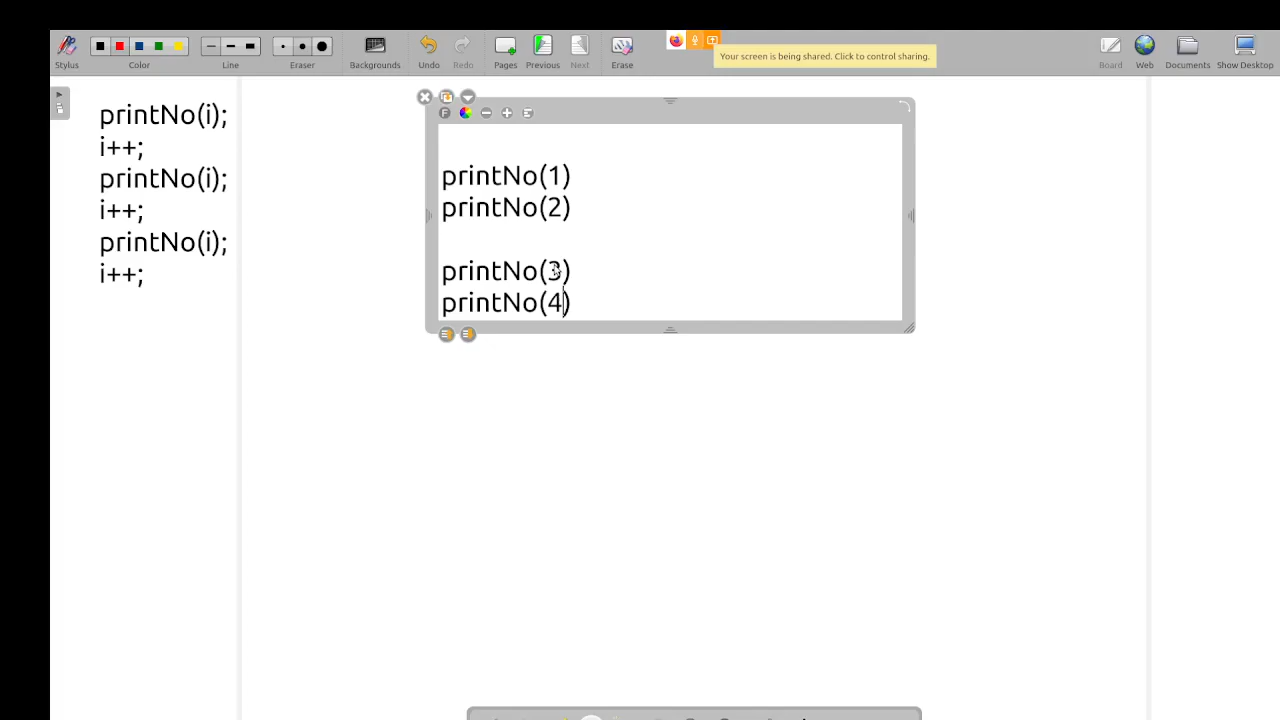 Stylus
Color
Line
Eraser
Backgrounds
Undo
Redo
Pages
Previous
Next
Erase
Your screen is being shared. Click to control sharing.
Board
Web
Documents
Show Desktop
printNo(i);
i++;
printNo(i);
i++;
printNo(i);
i++;
F
printNo(1)
printNo(2)
printNo(3)
printNo(4)